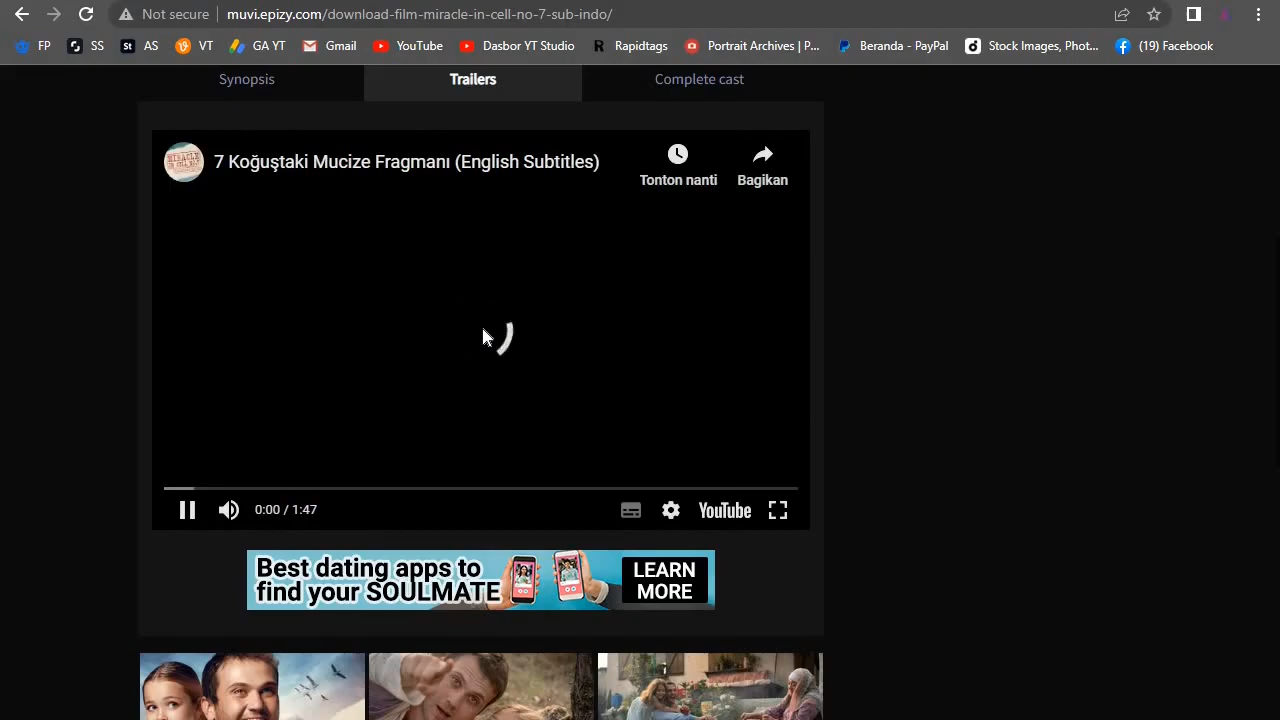 Not secure muvi.epizy.com/download-film-miracle-in-cell-no-7-sub-indo/
FP SS St AS VT GA YT Gmail YouTube Dasbor YT Studio R Rapidtags Portrait Archives | P... Beranda - PayPal Stock Images, Phot... (19) Facebook
Synopsis Trailers Complete cast
7 Koğuştaki Mucize Fragmanı (English Subtitles)
Tonton nanti Bagikan
0:00 / 1:47 YouTube
Best dating apps to
find your SOULMATE
LEARN
MORE